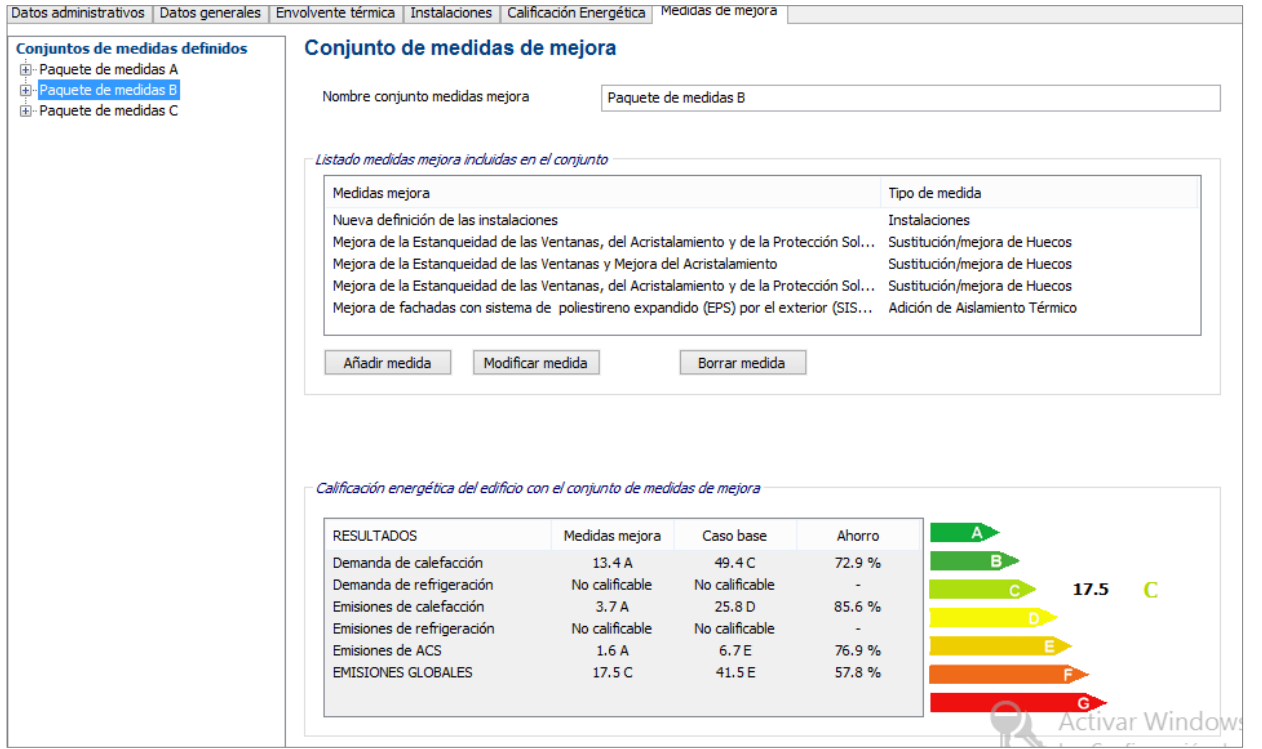 Datos administrativos Datos generales Envolvente térmica Instalaciones Calificación Energética Medidas de mejora
Conjuntos de medidas definidos
Paquete de medidas A
Paquete de medidas B
Paquete de medidas C
Conjunto de medidas de mejora
Nombre conjunto medidas mejora Paquete de medidas B
Listado medidas mejora incluidas en el conjunto
Medidas mejora Tipo de medida
Nueva definición de las instalaciones Instalaciones
Mejora de la Estanqueidad de las Ventanas, del Acristalamiento y de la Protección Sol... Sustitución/mejora de Huecos
Mejora de la Estanqueidad de las Ventanas y Mejora del Acristalamiento Sustitución/mejora de Huecos
Mejora de la Estanqueidad de las Ventanas, del Acristalamiento y de la Protección Sol... Sustitución/mejora de Huecos
Mejora de fachadas con sistema de poliestireno expandido (EPS) por el exterior (SIS... Adición de Aislamiento Térmico
Añadir medida Modificar medida Borrar medida
Calificación energética del edificio con el conjunto de medidas de mejora
RESULTADOS Medidas mejora Caso base Ahorro
Demanda de calefacción 13.4 A 49.4 C 72.9 %
Demanda de refrigeración No calificable No calificable -
Emisiones de calefacción 3.7 A 25.8 D 85.6 %
Emisiones de refrigeración No calificable No calificable -
Emisiones de ACS 1.6 A 6.7 E 76.9 %
EMISIONES GLOBALES 17.5 C 41.5 E 57.8 %
A
B
C 17.5 C
D
E
F
G
Activar Windows